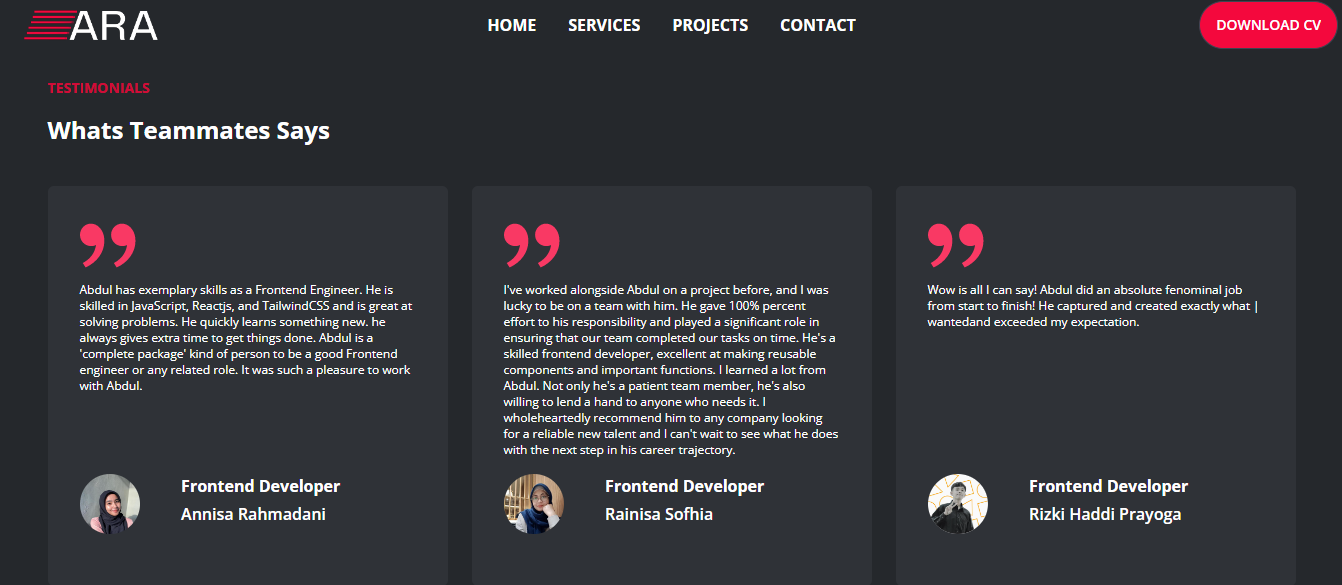 ARA
HOME
SERVICES
PROJECTS
CONTACT
DOWNLOAD CV
TESTIMONIALS
Whats Teammates Says
Abdul has exemplary skills as a Frontend Engineer. He is
skilled in JavaScript, Reactjs, and TailwindCSS and is great at
solving problems. He quickly learns something new. he
always gives extra time to get things done. Abdul is a
'complete package' kind of person to be a good Frontend
engineer or any related role. It was such a pleasure to work
with Abdul.
Frontend Developer
Annisa Rahmadani
I've worked alongside Abdul on a project before, and I was
lucky to be on a team with him. He gave 100% percent
effort to his responsibility and played a significant role in
ensuring that our team completed our tasks on time. He's a
skilled frontend developer, excellent at making reusable
components and important functions. I learned a lot from
Abdul. Not only he's a patient team member, he's also
willing to lend a hand to anyone who needs it. I
wholeheartedly recommend him to any company looking
for a reliable new talent and I can't wait to see what he does
with the next step in his career trajectory.
Frontend Developer
Rainisa Sofhia
Wow is all I can say! Abdul did an absolute fenominal job
from start to finish! He captured and created exactly what |
wantedand exceeded my expectation.
Frontend Developer
Rizki Haddi Prayoga